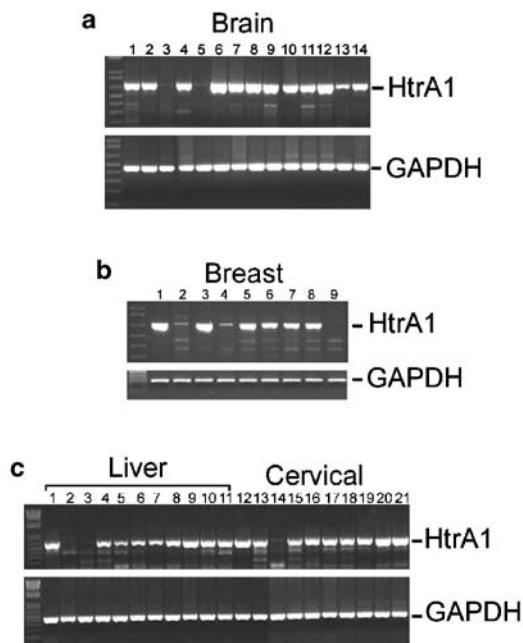 a
Brain
1 2 3 4 5 6 7 8 9 10 11 12 13 14
HtrA1
GAPDH
b
Breast
1 2 3 4 5 6 7 8 9
HtrA1
GAPDH
c
Liver Cervical
1 2 3 4 5 6 7 8 9 10 11 12 13 14 15 16 17 18 19 20 21
HtrA1
GAPDH